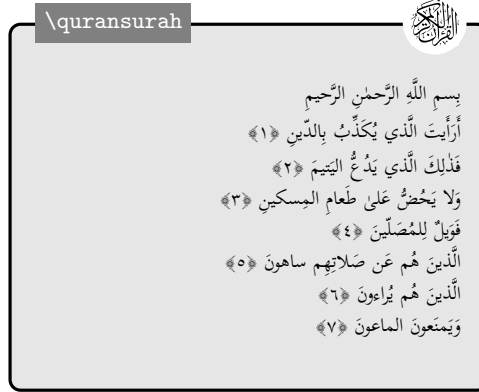 \quransurah
بِسمِ اللَّهِ الرَّحمٰنِ الرَّحيمِ
أَرَأَيتَ الَّذي يُكَذِّبُ بِالدّينِ ﴿١﴾
فَذٰلِكَ الَّذي يَدُعُّ اليَتيمَ ﴿٢﴾
وَلا يَحُضُّ عَلىٰ طَعامِ المِسكينِ ﴿٣﴾
فَوَيلٌ لِلمُصَلّينَ ﴿٤﴾
الَّذينَ هُم عَن صَلاتِهِم ساهونَ ﴿٥﴾
الَّذينَ هُم يُراءونَ ﴿٦﴾
وَيَمنَعونَ الماعونَ ﴿٧﴾